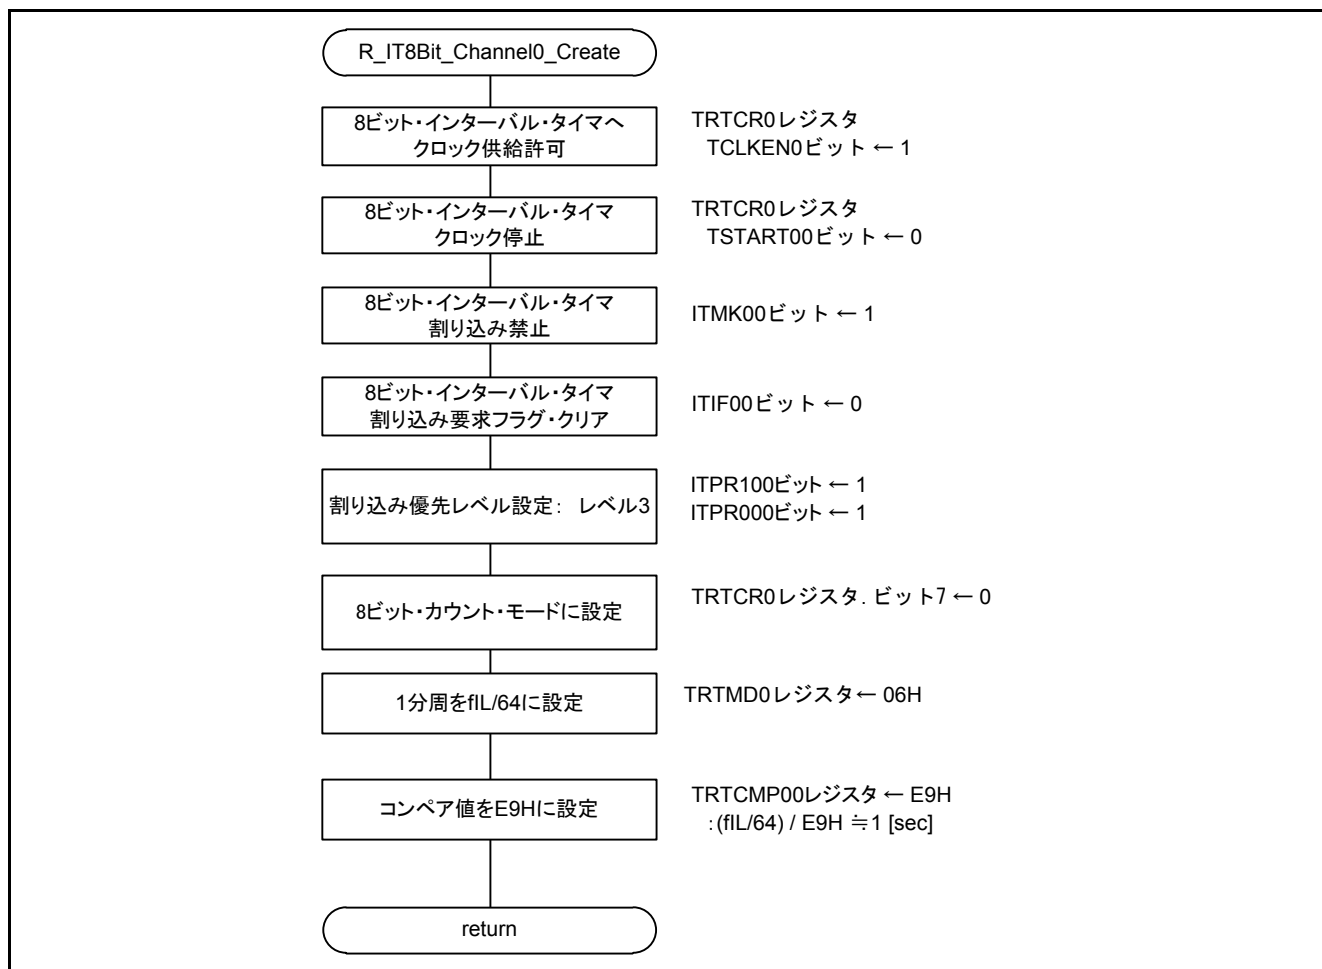 R_IT8Bit_Channel0_Create
8ビット・インターバル・タイマへ
クロック供給許可
TRTCR0レジスタ
TCLKEN0ビット ← 1
8ビット・インターバル・タイマ
クロック停止
TRTCR0レジスタ
TSTART00ビット ← 0
8ビット・インターバル・タイマ
割り込み禁止
ITMK00ビット ← 1
8ビット・インターバル・タイマ
割り込み要求フラグ・クリア
ITIF00ビット ← 0
割り込み優先レベル設定： レベル3
ITPR100ビット ← 1
ITPR000ビット ← 1
8ビット・カウント・モードに設定
TRTCR0レジスタ．ビット7 ← 0
1分周をfIL/64に設定
TRTMD0レジスタ← 06H
コンペア値をE9Hに設定
TRTCMP00レジスタ ← E9H
：(fIL/64) / E9H ≒1 [sec]
return